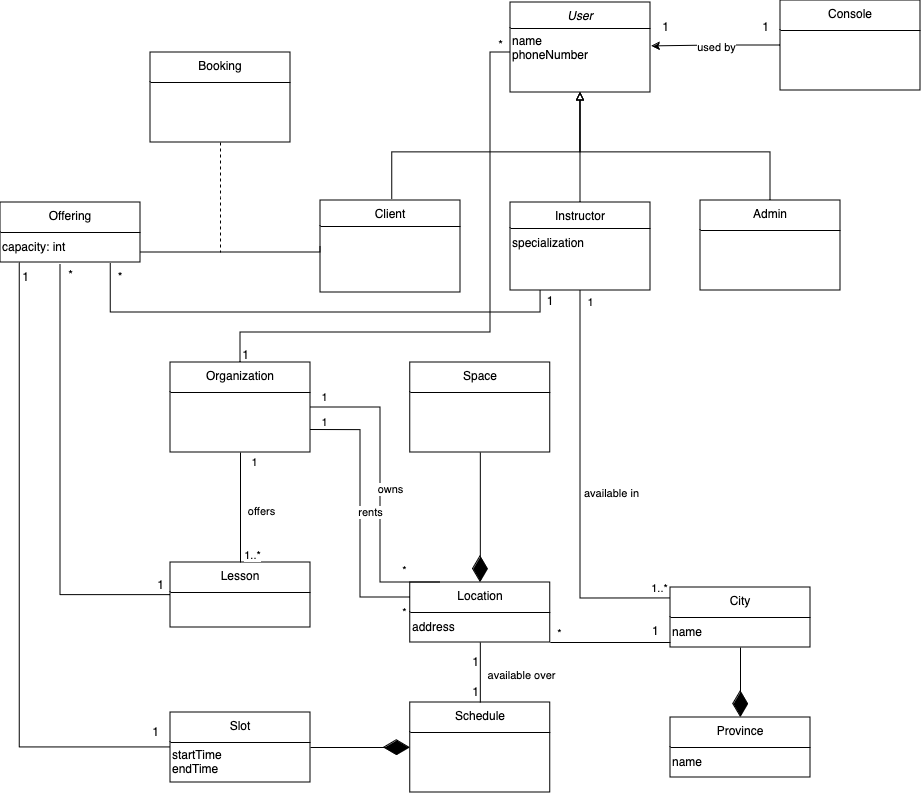 User
name
phoneNumber
*
1
used by
1
Console
Booking
Offering
capacity: int
Client
Instructor
specialization
Admin
1
*
*
1
1
1
Organization
Space
1
1
owns
rents
available in
1
offers
1..*
Lesson
1
*
*
Location
address
1..*
City
name
*
1
1
available over
1
Schedule
1
Slot
startTime
endTime
Province
name